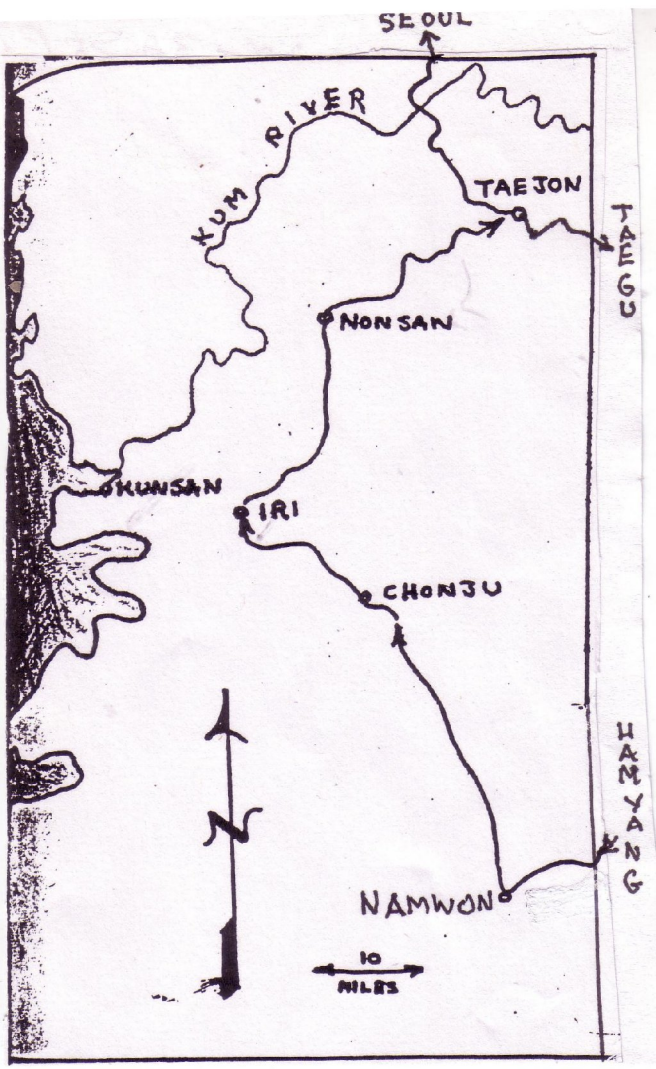 SEOUL
KUM RIVER
TAEJON
TAEGU
NONSAN
KUNSAN
IRI
CHONJU
HAMYANG
N
NAMWON
10
MILES